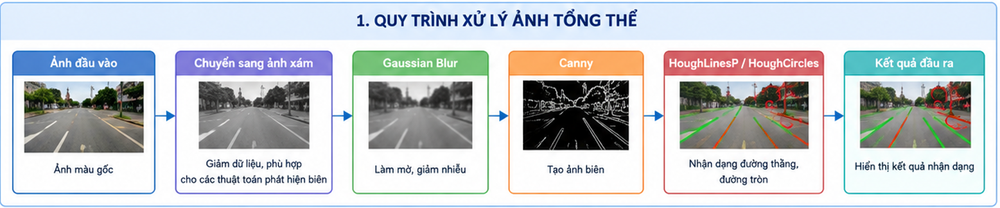 1. QUY TRÌNH XỬ LÝ ẢNH TỔNG THỂ
Ảnh đầu vào
Ảnh màu gốc
Chuyển sang ảnh xám
Giảm dữ liệu, phù hợp
cho các thuật toán phát hiện biên
Gaussian Blur
Làm mờ, giảm nhiễu
Canny
Tạo ảnh biên
HoughLinesP / HoughCircles
Nhận dạng đường thẳng,
đường tròn
Kết quả đầu ra
Hiển thị kết quả nhận dạng